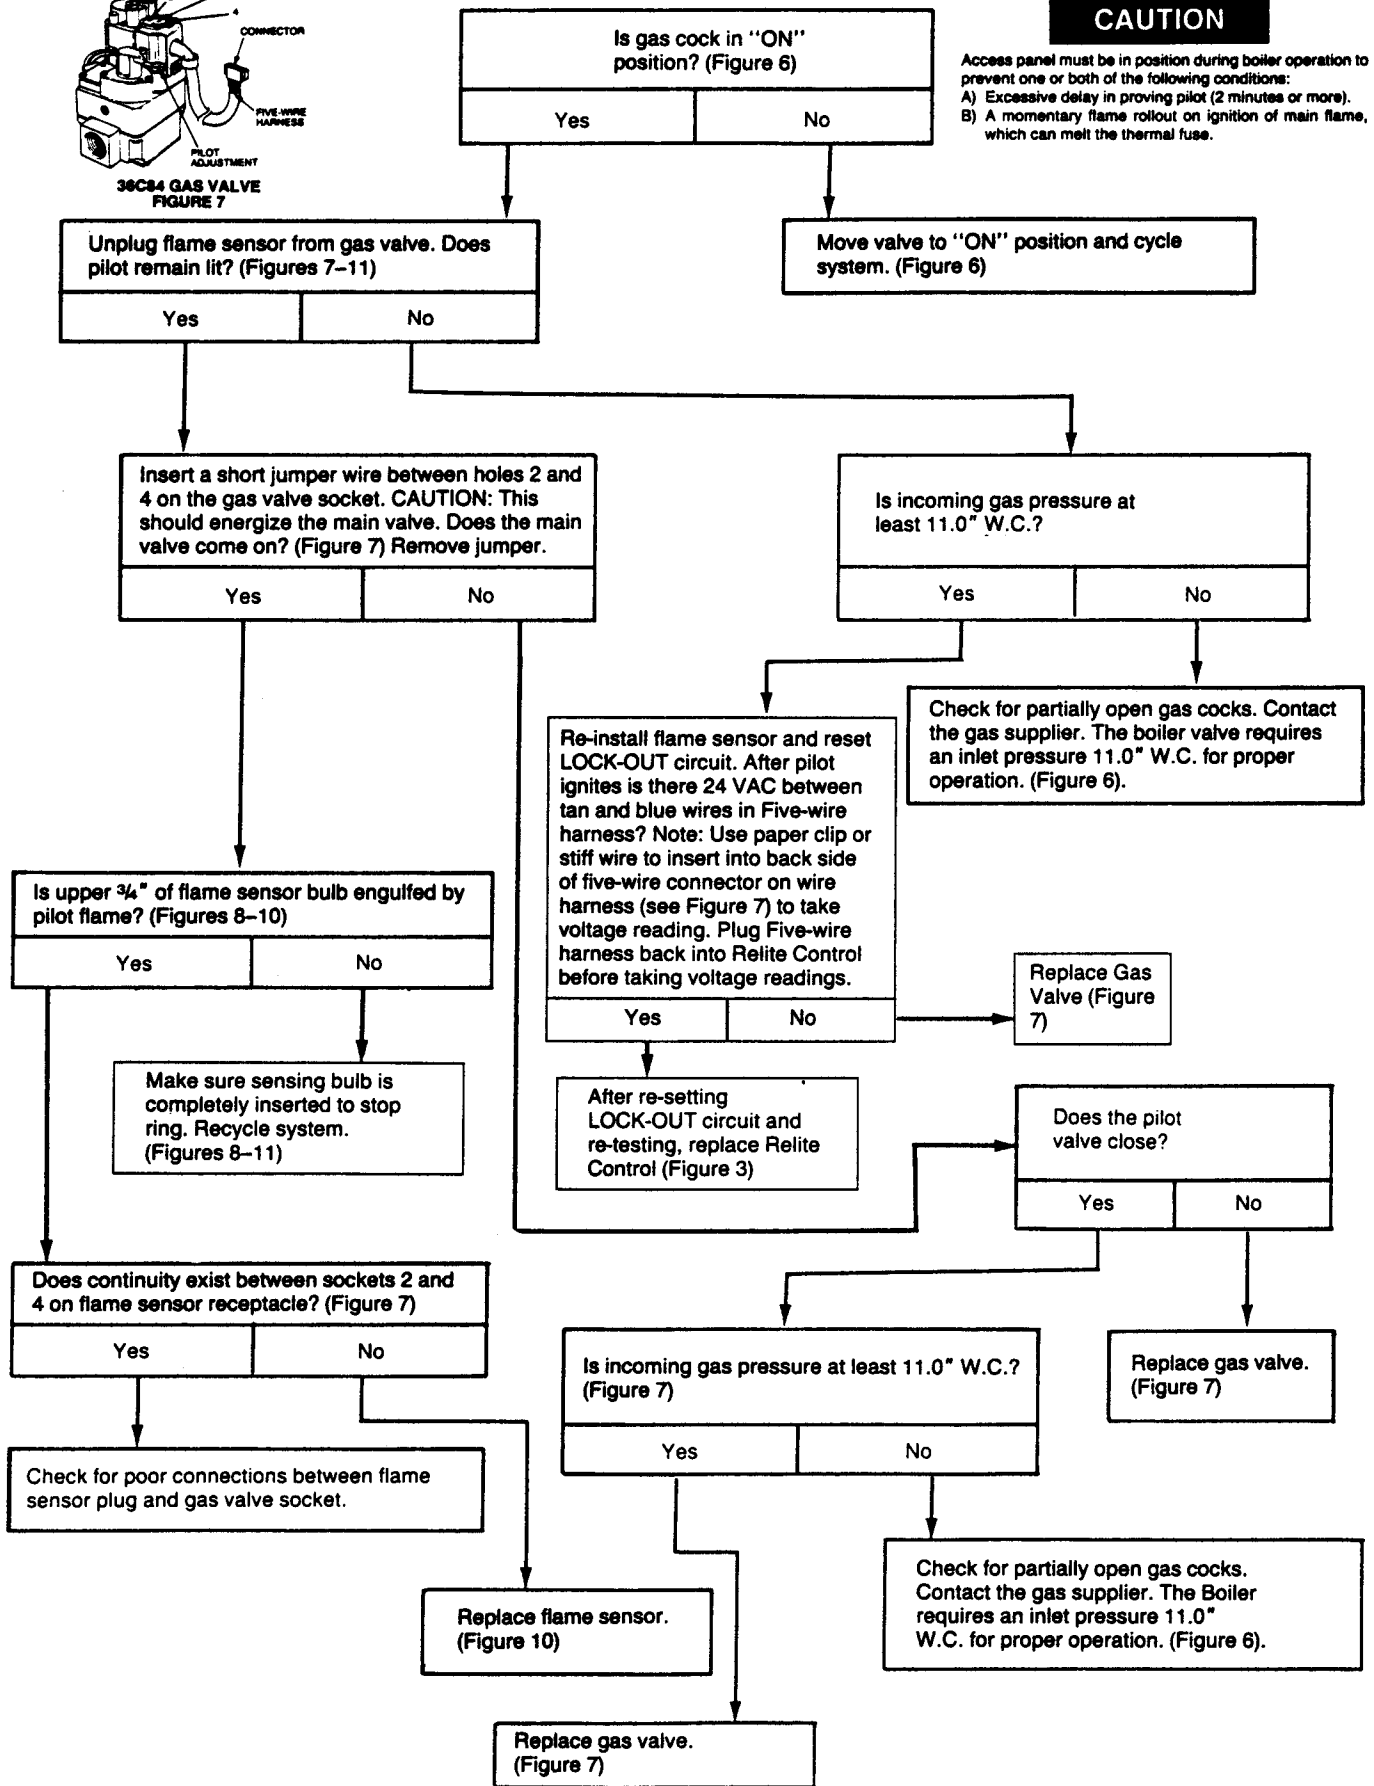 4
CONNECTOR
FIVE-WIRE
HARNESS
PILOT
ADJUSTMENT
36C84 GAS VALVE
FIGURE 7
Is gas cock in "ON"
position? (Figure 6)
Yes
No
CAUTION
Access panel must be in position during boiler operation to
prevent one or both of the following conditions:
A) Excessive delay in proving pilot (2 minutes or more).
B) A momentary flame rollout on ignition of main flame,
which can melt the thermal fuse.
Unplug flame sensor from gas valve. Does
pilot remain lit? (Figures 7–11)
Yes
No
Move valve to "ON" position and cycle
system. (Figure 6)
Insert a short jumper wire between holes 2 and
4 on the gas valve socket. CAUTION: This
should energize the main valve. Does the main
valve come on? (Figure 7) Remove jumper.
Yes
No
Is incoming gas pressure at
least 11.0" W.C.?
Yes
No
Re-install flame sensor and reset
LOCK-OUT circuit. After pilot
ignites is there 24 VAC between
tan and blue wires in Five-wire
harness? Note: Use paper clip or
stiff wire to insert into back side
of five-wire connector on wire
harness (see Figure 7) to take
voltage reading. Plug Five-wire
harness back into Relite Control
before taking voltage readings.
Yes
No
Check for partially open gas cocks. Contact
the gas supplier. The boiler valve requires
an inlet pressure 11.0" W.C. for proper
operation. (Figure 6).
Is upper 3/4" of flame sensor bulb engulfed by
pilot flame? (Figures 8–10)
Yes
No
Replace Gas
Valve (Figure
7)
Make sure sensing bulb is
completely inserted to stop
ring. Recycle system.
(Figures 8–11)
After re-setting
LOCK-OUT circuit and
re-testing, replace Relite
Control (Figure 3)
Does the pilot
valve close?
Yes
No
Does continuity exist between sockets 2 and
4 on flame sensor receptacle? (Figure 7)
Yes
No
Is incoming gas pressure at least 11.0" W.C.?
(Figure 7)
Yes
No
Replace gas valve.
(Figure 7)
Check for poor connections between flame
sensor plug and gas valve socket.
Replace flame sensor.
(Figure 10)
Check for partially open gas cocks.
Contact the gas supplier. The Boiler
requires an inlet pressure 11.0"
W.C. for proper operation. (Figure 6).
Replace gas valve.
(Figure 7)